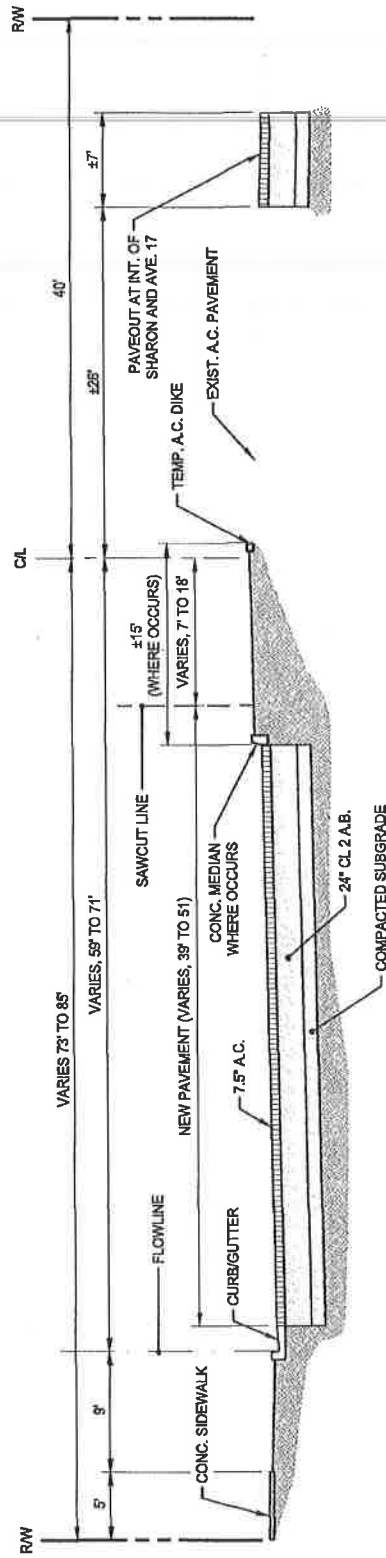 R/W
C/L
R/W
VARIES 73' TO 85'
40'
VARIES, 59' TO 71'
±26'
±7'
5'
9'
FLOWLINE
SAWCUT LINE
±15'
(WHERE OCCURS)
VARIES, 7' TO 18'
NEW PAVEMENT (VARIES, 39' TO 51)
CONC. SIDEWALK
CURB/GUTTER
7.5" A.C.
CONC. MEDIAN
WHERE OCCURS
TEMP. A.C. DIKE
EXIST. A.C. PAVEMENT
PAVEOUT AT INT. OF
SHARON AND AVE. 17
24" CL 2 A.B.
COMPACTED SUBGRADE